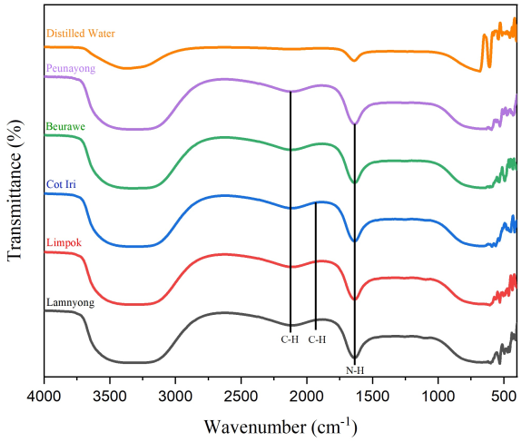 Distilled Water
Peunayong
Beurawe
Cot Iri
Limpok
Lamnyong
C-H C-H
N-H
Transmittance (%)
4000 3500 3000 2500 2000 1500 1000 500
Wavenumber (cm-1)